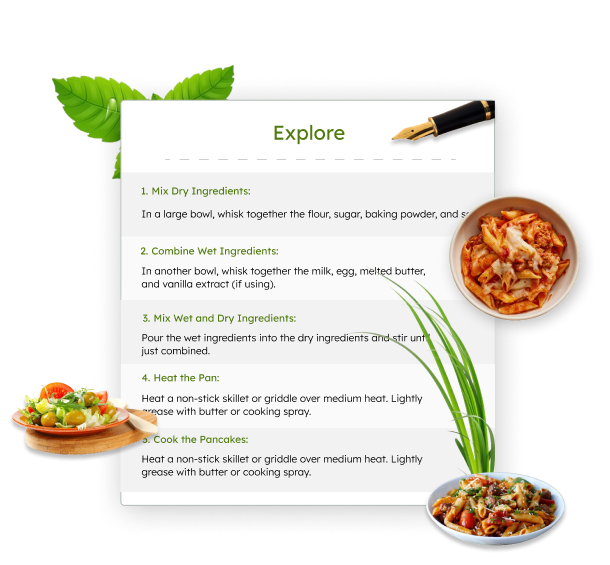 Explore
1. Mix Dry Ingredients:
In a large bowl, whisk together the flour, sugar, baking powder, and
2. Combine Wet Ingredients:
In another bowl, whisk together the milk, egg, melted butter,
and vanilla extract (if using).
3. Mix Wet and Dry Ingredients:
Pour the wet ingredients into the dry ingredients and stir until
just combined.
4. Heat the Pan:
Heat a non-stick skillet or griddle over medium heat. Lightly
grease with butter or cooking spray.
5. Cook the Pancakes:
Heat a non-stick skillet or griddle over medium heat. Lightly
grease with butter or cooking spray.